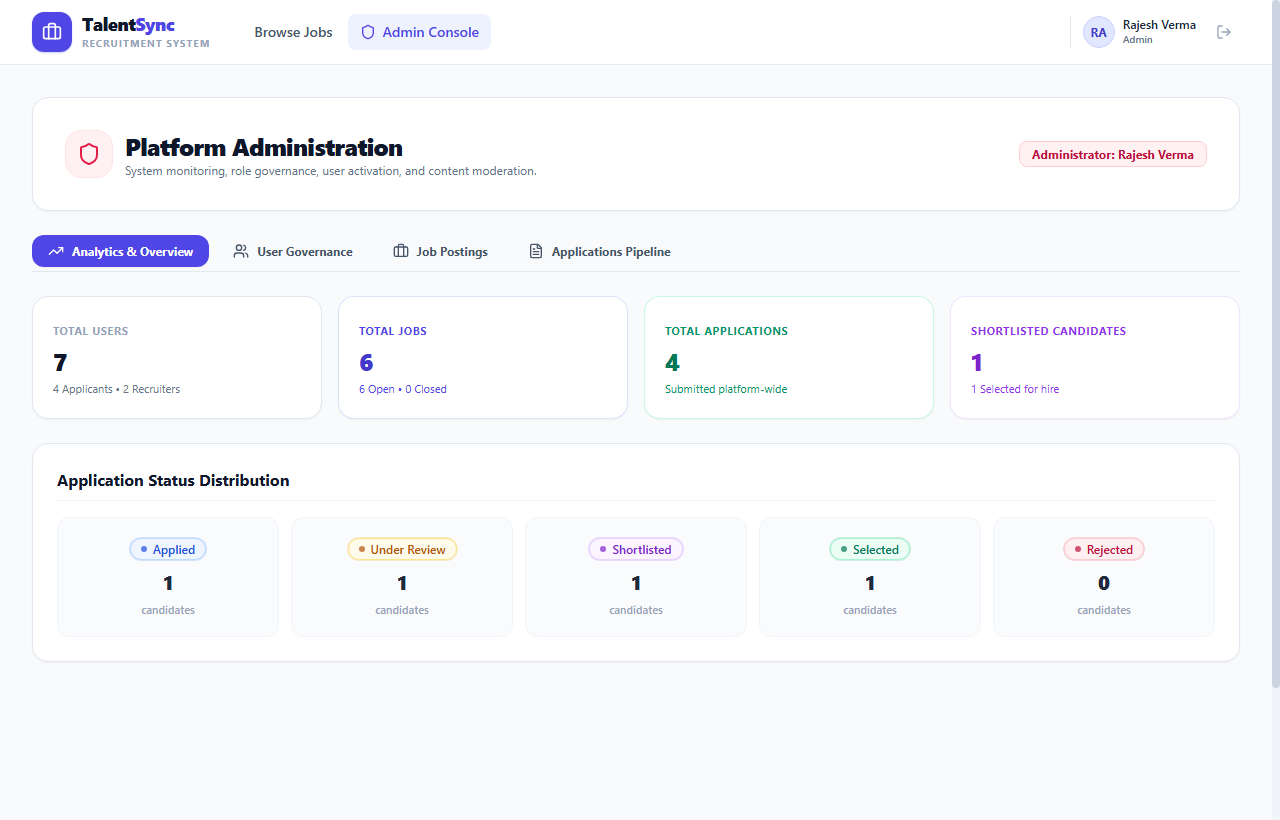 TalentSync
RECRUITMENT SYSTEM
Browse Jobs
Admin Console
RA
Rajesh Verma
Admin
Platform Administration
System monitoring, role governance, user activation, and content moderation.
Administrator: Rajesh Verma
Analytics & Overview
User Governance
Job Postings
Applications Pipeline
TOTAL USERS
7
4 Applicants • 2 Recruiters
TOTAL JOBS
6
6 Open • 0 Closed
TOTAL APPLICATIONS
4
Submitted platform-wide
SHORTLISTED CANDIDATES
1
1 Selected for hire
Application Status Distribution
Applied
1
candidates
Under Review
1
candidates
Shortlisted
1
candidates
Selected
1
candidates
Rejected
0
candidates